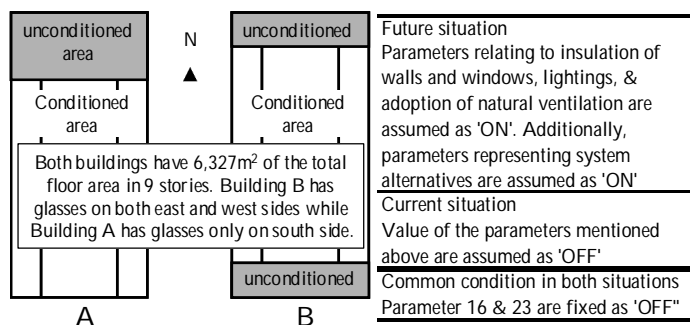 unconditioned
area
N
▲
unconditioned
Conditioned
area
Conditioned
area
Both buildings have 6,327m² of the total
floor area in 9 stories. Building B has
glasses on both east and west sides while
Building A has glasses only on south side.
unconditioned
A
B
Future situation
Parameters relating to insulation of
walls and windows, lightings, &
adoption of natural ventilation are
assumed as 'ON'. Additionally,
parameters representing system
alternatives are assumed as 'ON'
Current situation
Value of the parameters mentioned
above are assumed as 'OFF'
Common condition in both situations
Parameter 16 & 23 are fixed as 'OFF"